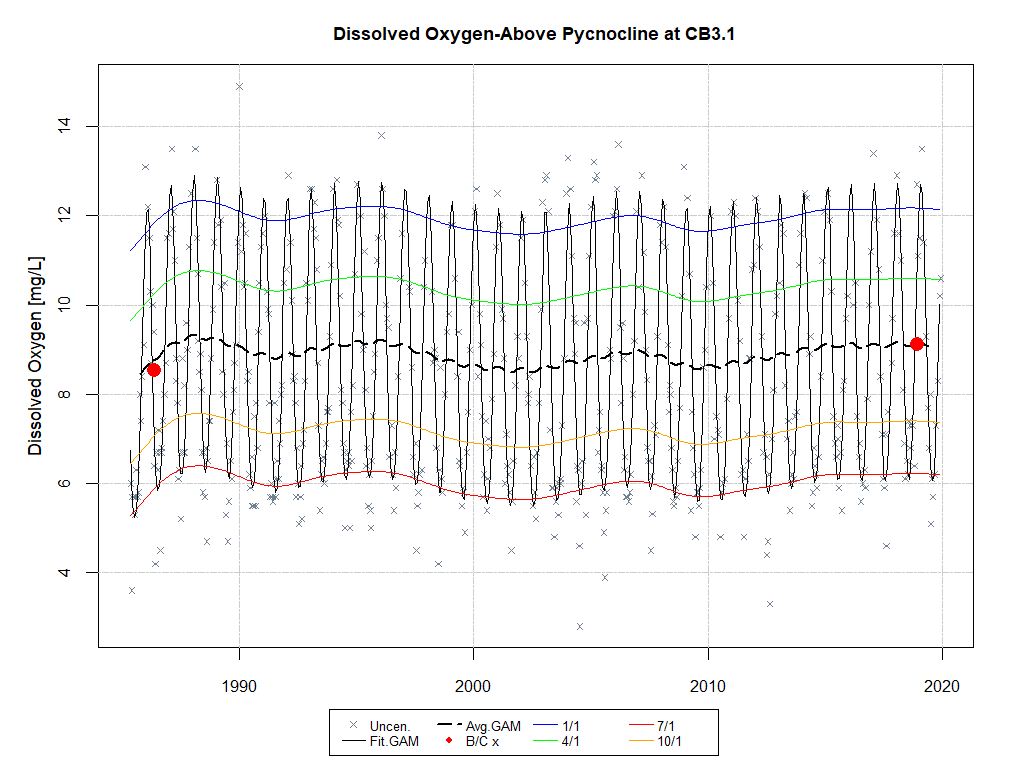 Dissolved Oxygen-Above Pycnocline at CB3.1
Dissolved Oxygen [mg/L]
14
12
10
8
6
4
1990 2000 2010 2020
Uncen. Avg.GAM 1/1 7/1
Fit.GAM B/C x 4/1 10/1